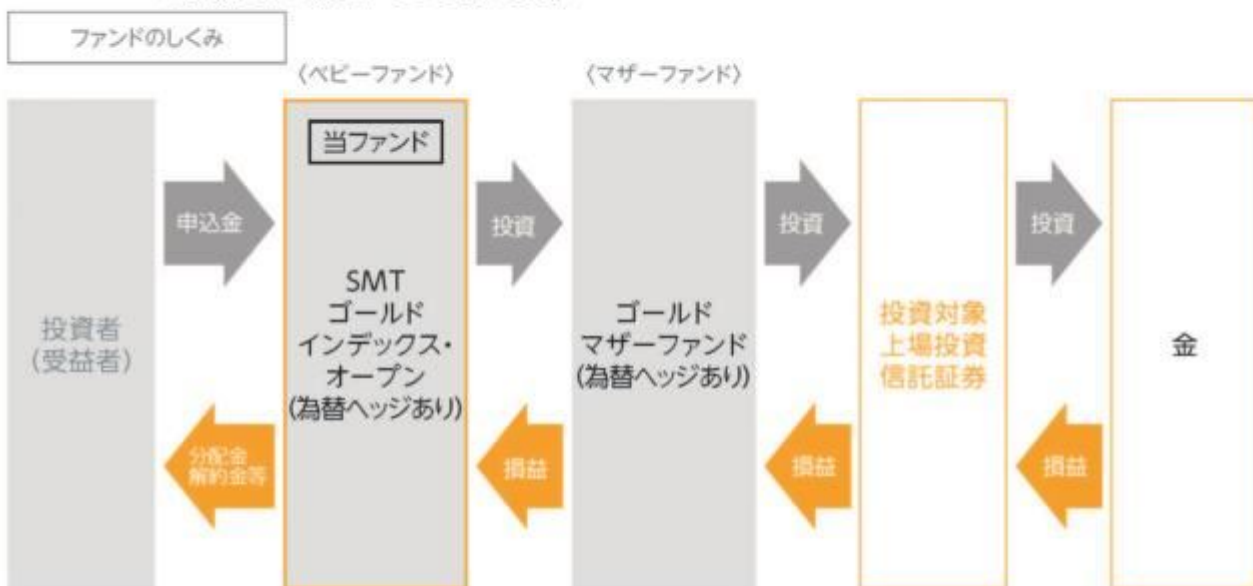 ファンドのしくみ
〈ベビーファンド〉
〈マザーファンド〉
投資者
(受益者)
申込金
分配金
解約金等
当ファンド
SMT
ゴールド
インデックス・
オープン
(為替ヘッジあり)
投資
損益
ゴールド
マザーファンド
(為替ヘッジあり)
投資
損益
投資対象
上場投資
信託証券
投資
損益
金